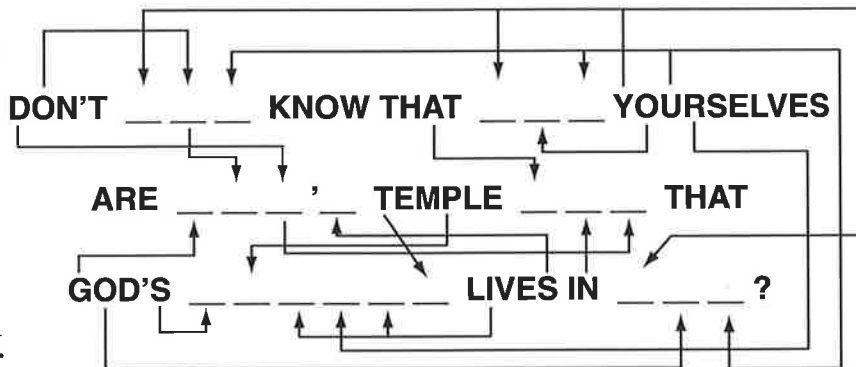 DON'T _ _ _ KNOW THAT _ _ _ YOURSELVES
ARE _ _ _ ' _ TEMPLE _ _ _ THAT
GOD'S _ _ _ _ _ _ LIVES IN _ _ _ ?
.